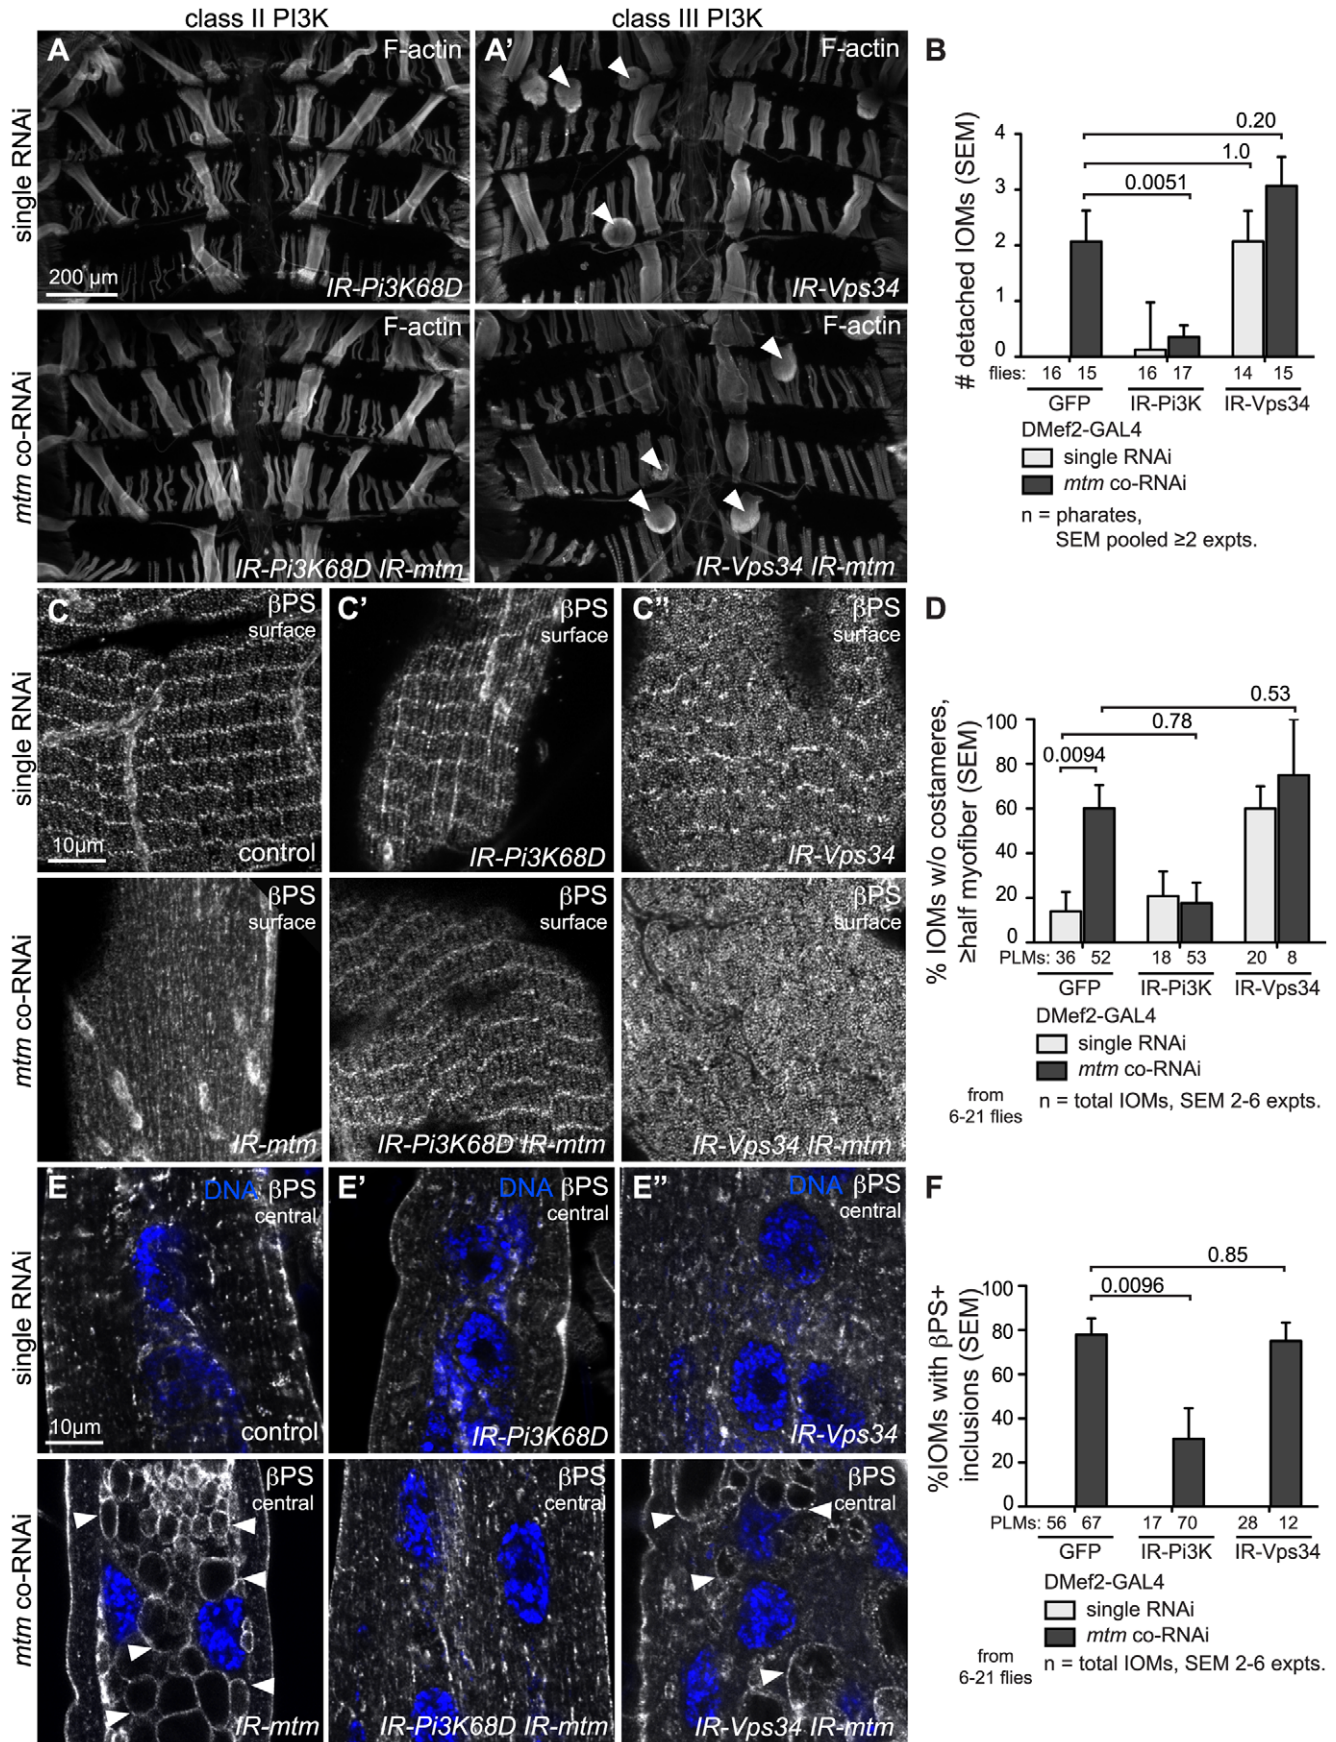 class II PI3K
class III PI3K
single RNAi
A
F-actin
200 µm
IR-Pi3K68D
A'
F-actin
IR-Vps34
mtm co-RNAi
F-actin
IR-Pi3K68D IR-mtm
F-actin
IR-Vps34 IR-mtm
B
# detached IOMs (SEM)
4
3
2
1
0
0.20
1.0
0.0051
flies: 16 15 16 17 14 15
GFP IR-Pi3K IR-Vps34
DMef2-GAL4
single RNAi
mtm co-RNAi
n = pharates,
SEM pooled ≥2 expts.
single RNAi
C
βPS
surface
10µm
control
C'
βPS
surface
IR-Pi3K68D
C''
βPS
surface
IR-Vps34
mtm co-RNAi
βPS
surface
IR-mtm
βPS
surface
IR-Pi3K68D IR-mtm
βPS
surface
IR-Vps34 IR-mtm
D
% IOMs w/o costameres,
≥half myofiber (SEM)
100
80
60
40
20
0
0.53
0.78
0.0094
PLMs: 36 52 18 53 20 8
GFP IR-Pi3K IR-Vps34
DMef2-GAL4
single RNAi
mtm co-RNAi
from
6-21 flies
n = total IOMs, SEM 2-6 expts.
single RNAi
E
DNA βPS
central
10µm
control
E'
DNA βPS
central
IR-Pi3K68D
E''
DNA βPS
central
IR-Vps34
mtm co-RNAi
βPS
central
IR-mtm
βPS
central
IR-Pi3K68D IR-mtm
βPS
central
IR-Vps34 IR-mtm
F
%IOMs with βPS+
inclusions (SEM)
100
80
60
40
20
0
0.85
0.0096
PLMs: 56 67 17 70 28 12
GFP IR-Pi3K IR-Vps34
DMef2-GAL4
single RNAi
mtm co-RNAi
from
6-21 flies
n = total IOMs, SEM 2-6 expts.